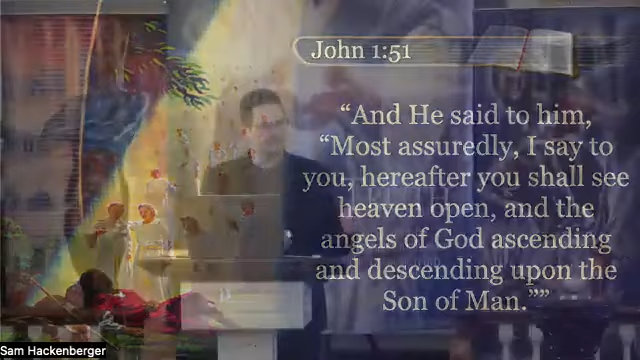 John 1:51
“And He said to him,
“Most assuredly, I say to
you, hereafter you shall see
heaven open, and the
angels of God ascending
and descending upon the
Son of Man.””
Sam Hackenberger